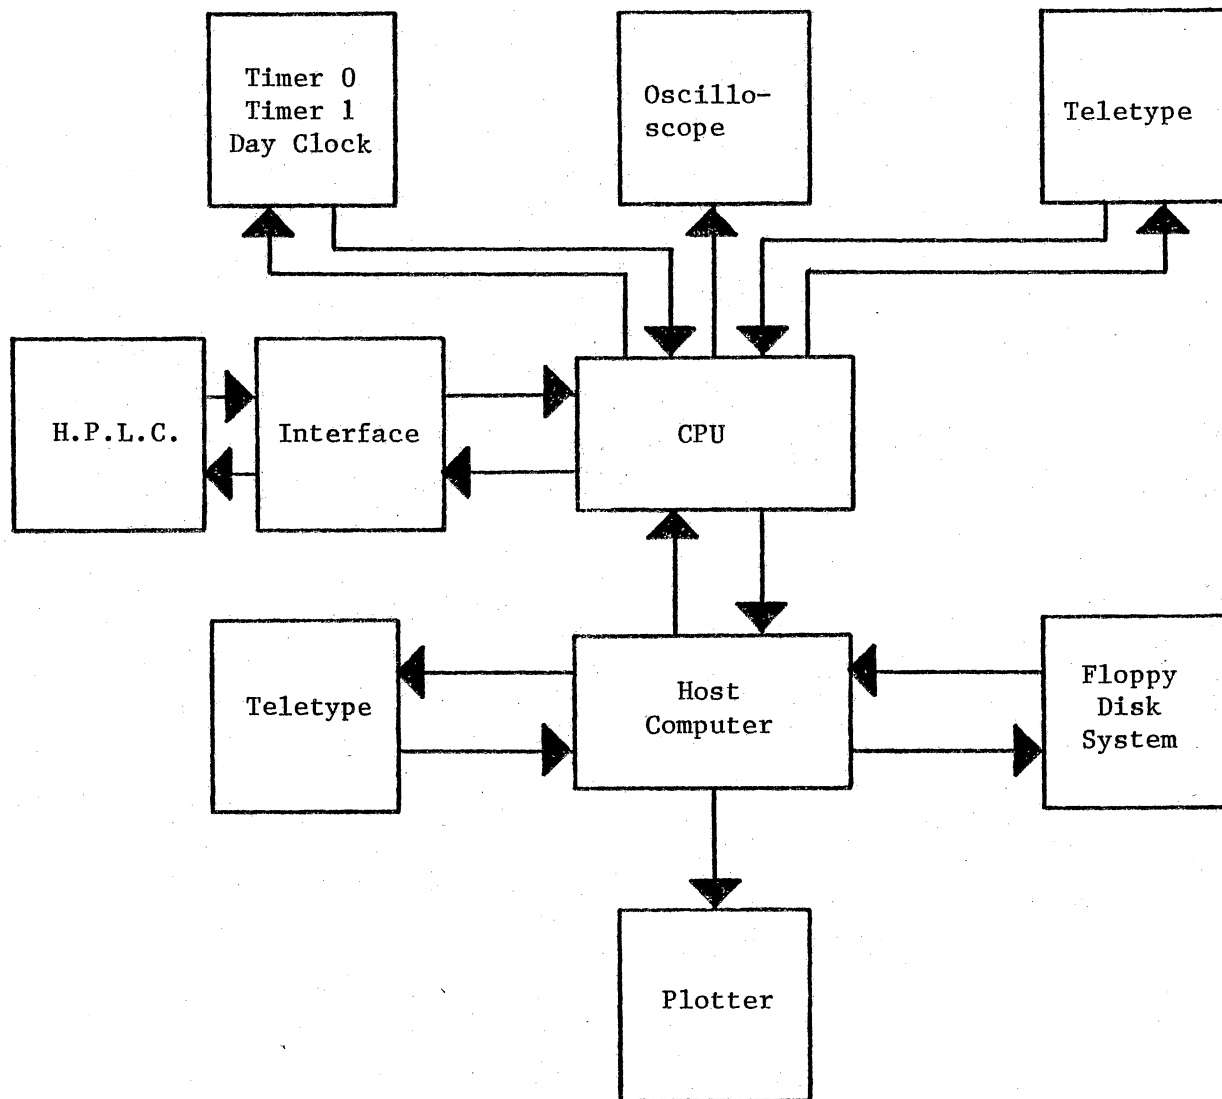 Timer 0
Timer 1
Day Clock
Oscillo-
scope
Teletype
H.P.L.C.
Interface
CPU
Teletype
Host
Computer
Floppy
Disk
System
Plotter